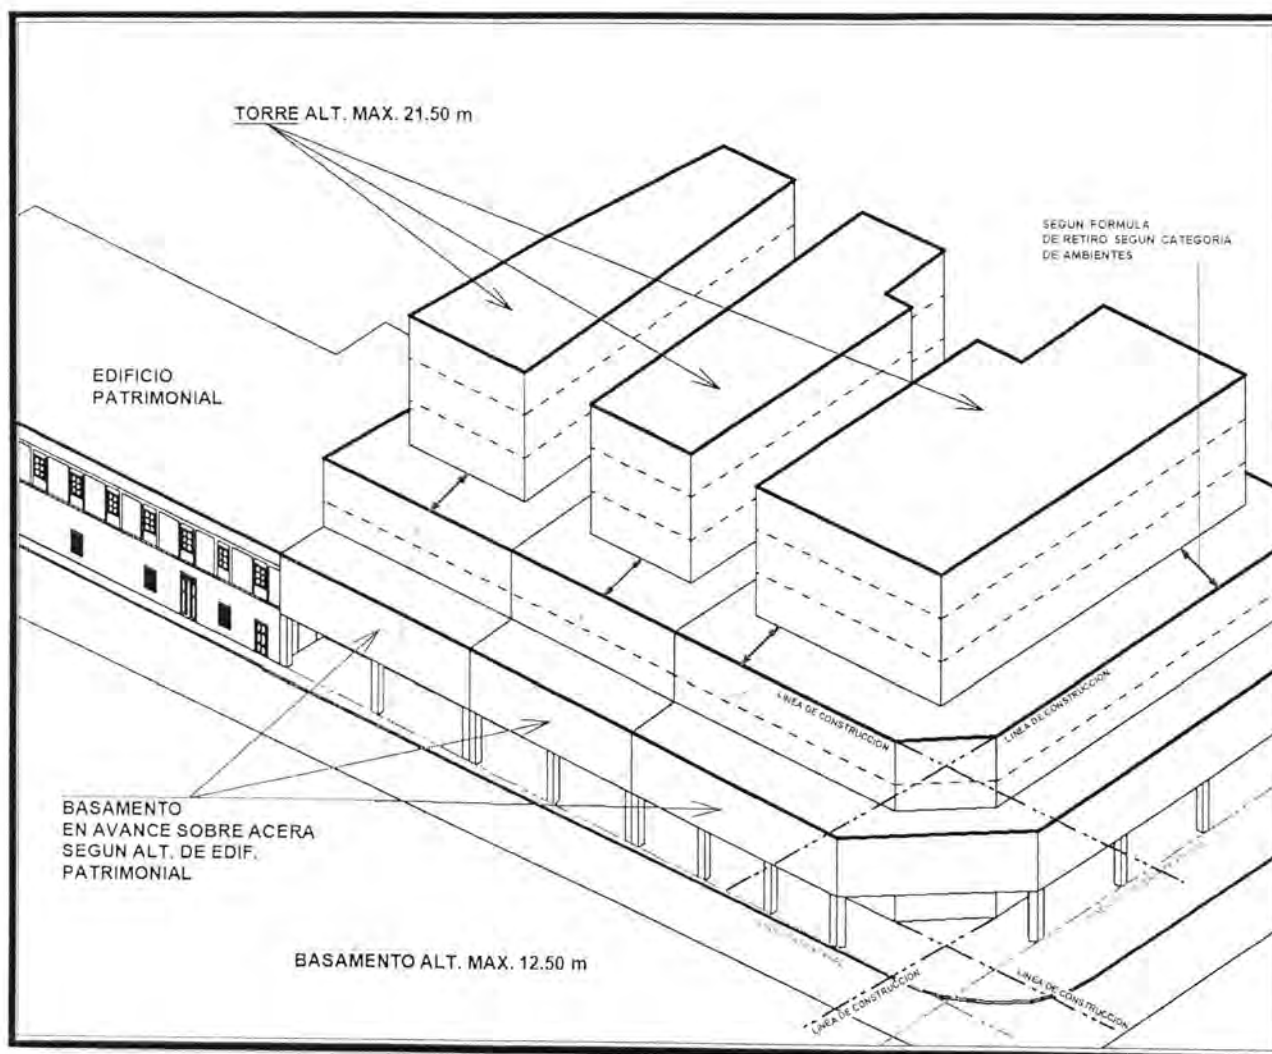 TORRE ALT. MAX. 21.50 m
SEGUN FORMULA
DE RETIRO SEGUN CATEGORIA
DE AMBIENTES
EDIFICIO
PATRIMONIAL
LINEA DE CONSTRUCCION
LINEA DE CONSTRUCCION
BASAMENTO
EN AVANCE SOBRE ACERA
SEGUN ALT. DE EDIF.
PATRIMONIAL
BASAMENTO ALT. MAX. 12.50 m
LINEA DE CONSTRUCCION
LINEA DE CONSTRUCCION